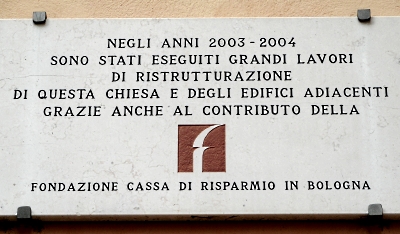 NEGLI ANNI 2003-2004
SONO STATI ESEGUITI GRANDI LAVORI
DI RISTRUTTURAZIONE
DI QUESTA CHIESA E DEGLI EDIFICI ADIACENTI
GRAZIE ANCHE AL CONTRIBUTO DELLA
FONDAZIONE CASSA DI RISPARMIO IN BOLOGNA